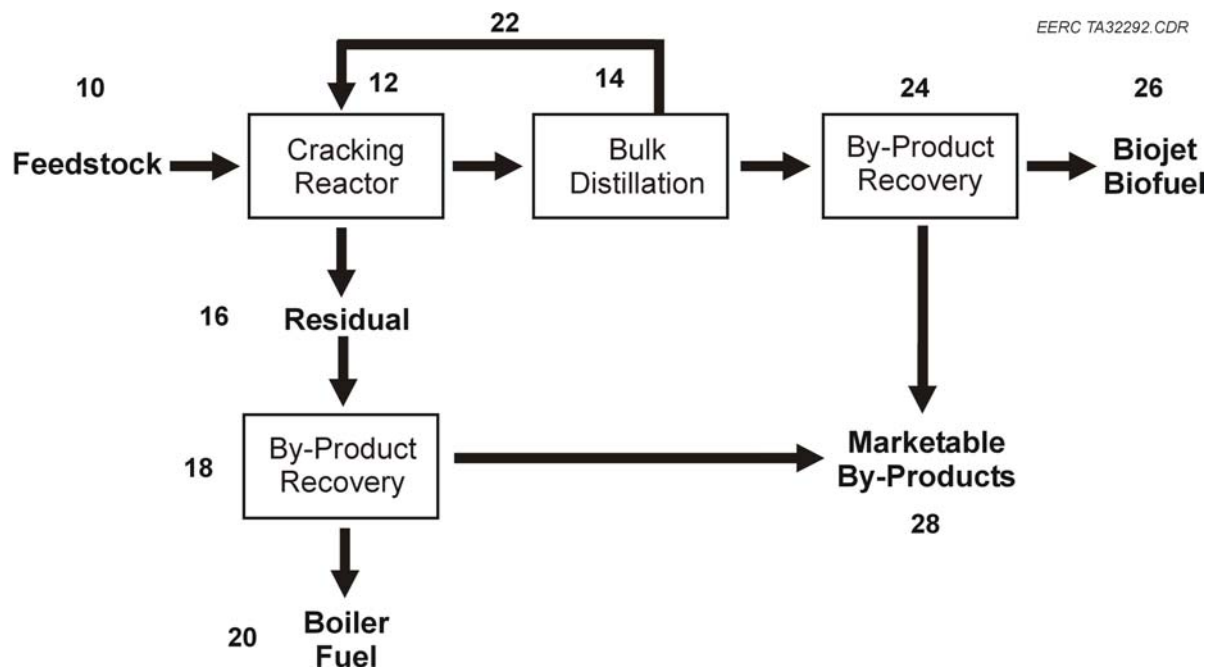 22
EERC TA32292.CDR
10
12
14
24
26
Feedstock
Cracking
Reactor
Bulk
Distillation
By-Product
Recovery
Biojet
Biofuel
16
Residual
18
By-Product
Recovery
Marketable
By-Products
28
20
Boiler
Fuel